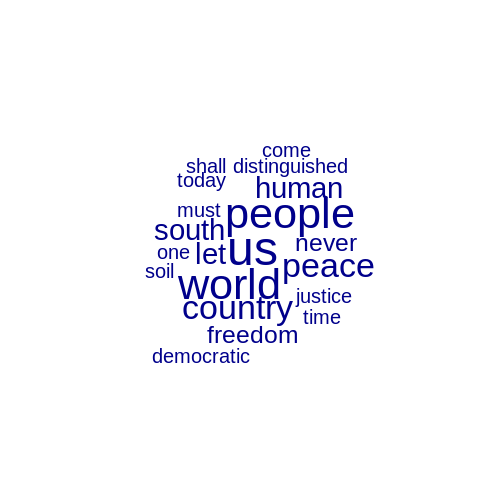 come
shall distinguished
today
human
must people
south
us never
one let
peace
soil
world justice
country
time
freedom
democratic